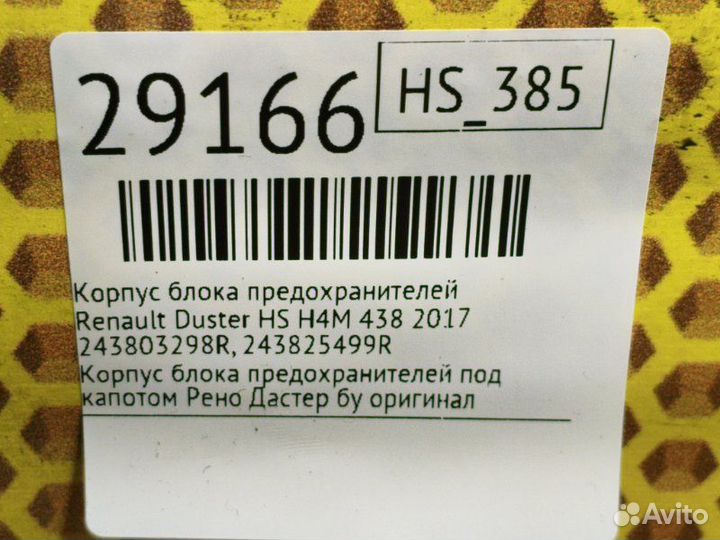 29166
HS_385
Корпус блока предохранителей
Renault Duster HS H4M 438 2017
243803298R, 243825499R
Корпус блока предохранителей под
капотом Рено Дастер бу оригинал
Avito